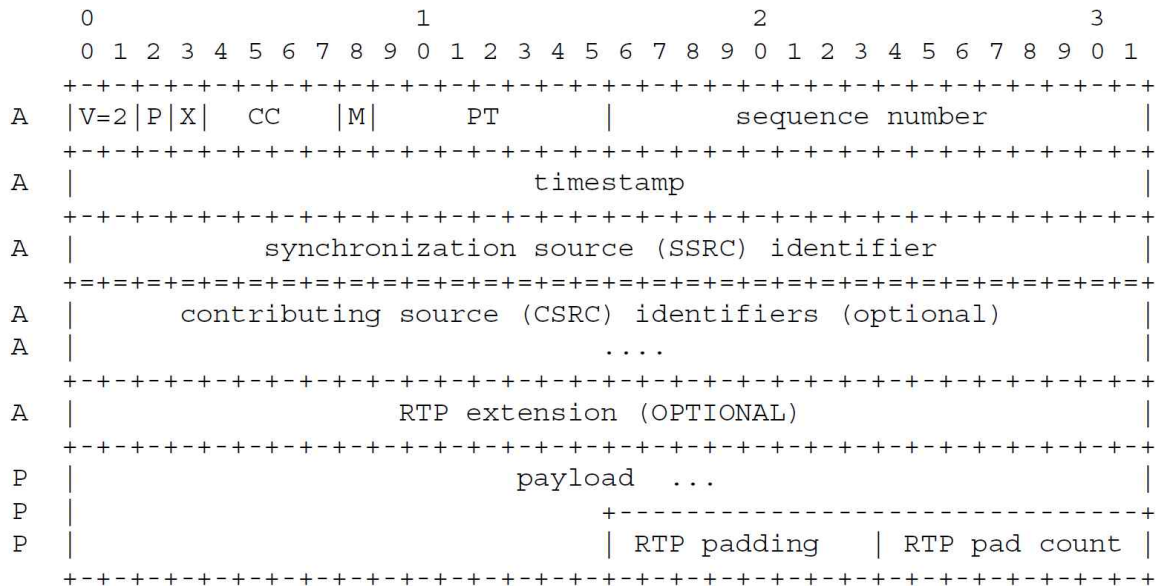 0                   1                   2                   3
     0 1 2 3 4 5 6 7 8 9 0 1 2 3 4 5 6 7 8 9 0 1 2 3 4 5 6 7 8 9 0 1
    +-+-+-+-+-+-+-+-+-+-+-+-+-+-+-+-+-+-+-+-+-+-+-+-+-+-+-+-+-+-+-+-+
A   |V=2|P|X|  CC   |M|     PT      |       sequence number         |
    +-+-+-+-+-+-+-+-+-+-+-+-+-+-+-+-+-+-+-+-+-+-+-+-+-+-+-+-+-+-+-+-+
A   |                           timestamp                           |
    +-+-+-+-+-+-+-+-+-+-+-+-+-+-+-+-+-+-+-+-+-+-+-+-+-+-+-+-+-+-+-+-+
A   |           synchronization source (SSRC) identifier            |
    +=+=+=+=+=+=+=+=+=+=+=+=+=+=+=+=+=+=+=+=+=+=+=+=+=+=+=+=+=+=+=+=+
A   |      contributing source (CSRC) identifiers (optional)        |
A   |                               ....                            |
    +-+-+-+-+-+-+-+-+-+-+-+-+-+-+-+-+-+-+-+-+-+-+-+-+-+-+-+-+-+-+-+-+
A   |                   RTP extension (OPTIONAL)                    |
    +-+-+-+-+-+-+-+-+-+-+-+-+-+-+-+-+-+-+-+-+-+-+-+-+-+-+-+-+-+-+-+-+
P   |                          payload  ...                         |
P   |                               +-------------------------------+
P   |                               | RTP padding   | RTP pad count |
    +-+-+-+-+-+-+-+-+-+-+-+-+-+-+-+-+-+-+-+-+-+-+-+-+-+-+-+-+-+-+-+-+